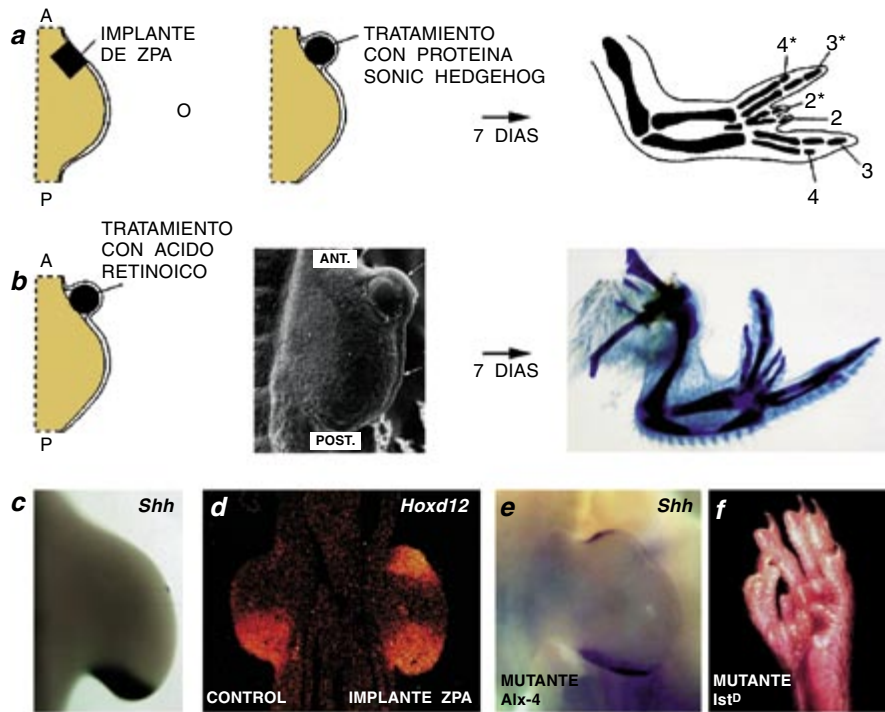 a
A
IMPLANTE
DE ZPA
P
O
TRATAMIENTO
CON PROTEINA
SONIC HEDGEHOG
7 DIAS
4*
3*
2*
2
3
4
b
A
TRATAMIENTO
CON ACIDO
RETINOICO
P
ANT.
POST.
7 DIAS
c
Shh
d
Hoxd12
CONTROL
IMPLANTE ZPA
e
Shh
MUTANTE
Alx-4
f
MUTANTE
Istᴰ